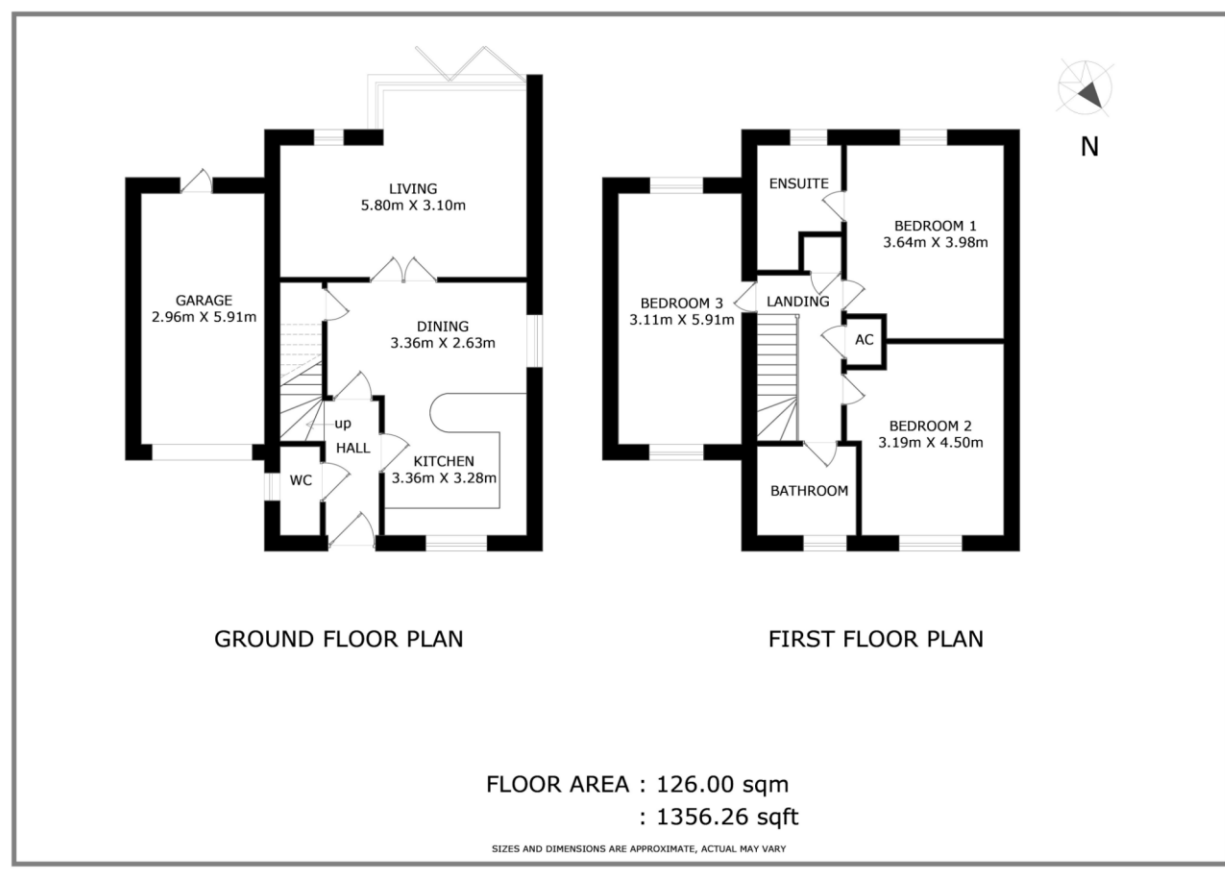 N
LIVING
5.80m X 3.10m
GARAGE
2.96m X 5.91m
DINING
3.36m X 2.63m
up
HALL
KITCHEN
3.36m X 3.28m
WC
ENSUITE
BEDROOM 1
3.64m X 3.98m
BEDROOM 3
3.11m X 5.91m
LANDING
AC
BEDROOM 2
3.19m X 4.50m
BATHROOM
GROUND FLOOR PLAN
FIRST FLOOR PLAN
FLOOR AREA : 126.00 sqm
: 1356.26 sqft
SIZES AND DIMENSIONS ARE APPROXIMATE, ACTUAL MAY VARY